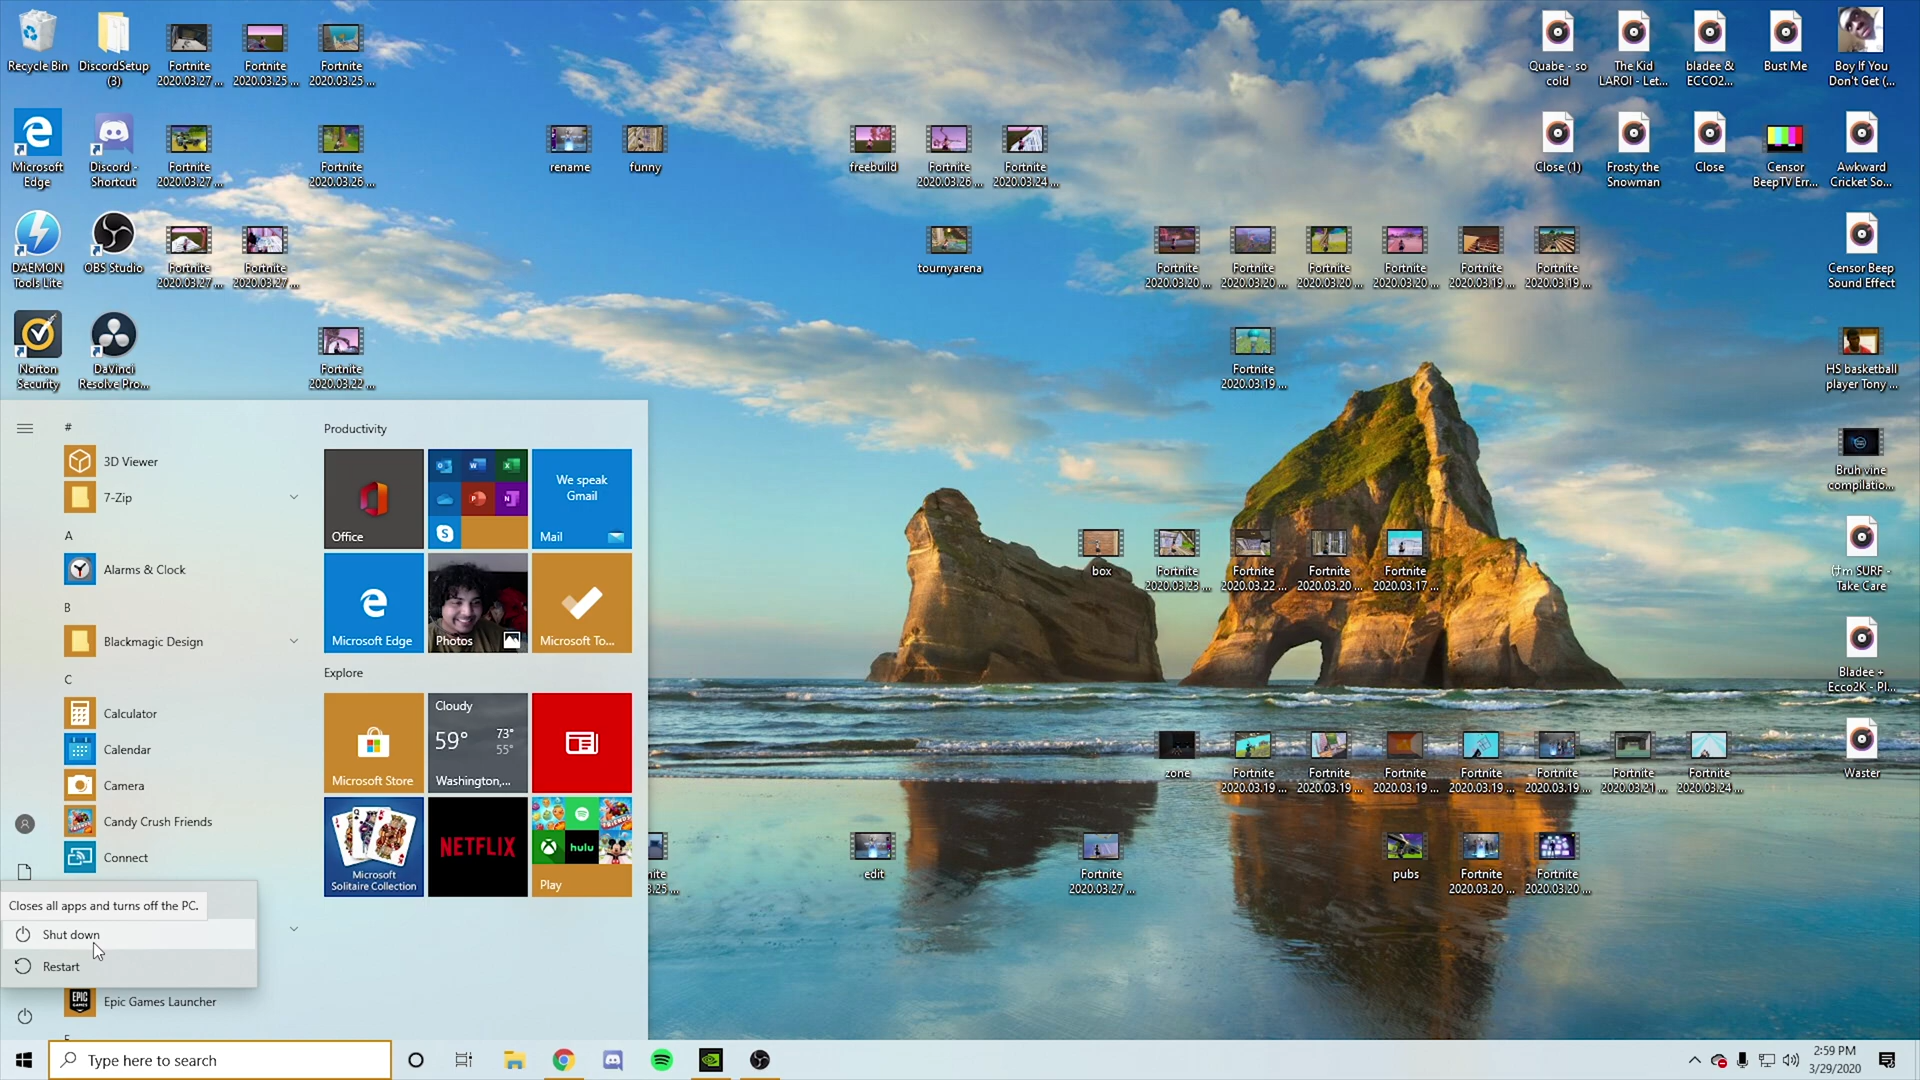 Recycle Bin
DiscordSetup
(3)
Fortnite
2020.03.27 ...
Fortnite
2020.03.25 ...
Fortnite
2020.03.25 ...
Quabe - so
cold
The Kid
LAROI - Let...
bladee &
ECCO2...
Bust Me
Boy If You
Don't Get (...
Microsoft
Edge
Discord -
Shortcut
Fortnite
2020.03.27 ...
Fortnite
2020.03.26 ...
rename
funny
freebuild
Fortnite
2020.03.26 ...
Fortnite
2020.03.24 ...
Close (1)
Frosty the
Snowman
Close
Censor
BeepTV Err...
Awkward
Cricket So...
DAEMON
Tools Lite
OBS Studio
Fortnite
2020.03.27 ...
Fortnite
2020.03.27 ...
tournyarena
Fortnite
2020.03.20 ...
Fortnite
2020.03.20 ...
Fortnite
2020.03.20 ...
Fortnite
2020.03.20 ...
Fortnite
2020.03.19 ...
Fortnite
2020.03.19 ...
Censor Beep
Sound Effect
Norton
Security
DaVinci
Resolve Pro...
Fortnite
2020.03.22 ...
Fortnite
2020.03.19 ...
HS basketball
player Tony ...
Bruh vine
compilatio...
box
Fortnite
2020.03.23 ...
Fortnite
2020.03.22 ...
Fortnite
2020.03.20 ...
Fortnite
2020.03.17 ...
SURF -
Take Care
Bladee +
Ecco2K - Pl...
zone
Fortnite
2020.03.19 ...
Fortnite
2020.03.19 ...
Fortnite
2020.03.19 ...
Fortnite
2020.03.19 ...
Fortnite
2020.03.19 ...
Fortnite
2020.03.21 ...
Fortnite
2020.03.24 ...
Waster
edit
Fortnite
2020.03.27 ...
pubs
Fortnite
2020.03.20 ...
Fortnite
2020.03.20 ...
#
3D Viewer
7-Zip
A
Alarms & Clock
B
Blackmagic Design
C
Calculator
Calendar
Camera
Candy Crush Friends
Connect
Closes all apps and turns off the PC.
Shut down
Restart
EPIC
GAMES
Epic Games Launcher
Productivity
Office
We speak
Gmail
Mail
Microsoft Edge
Photos
Microsoft To...
Explore
Microsoft Store
Cloudy
59°
73°
55°
Washington,...
Microsoft
Solitaire Collection
NETFLIX
hulu
Play
Type here to search
2:59 PM
3/29/2020